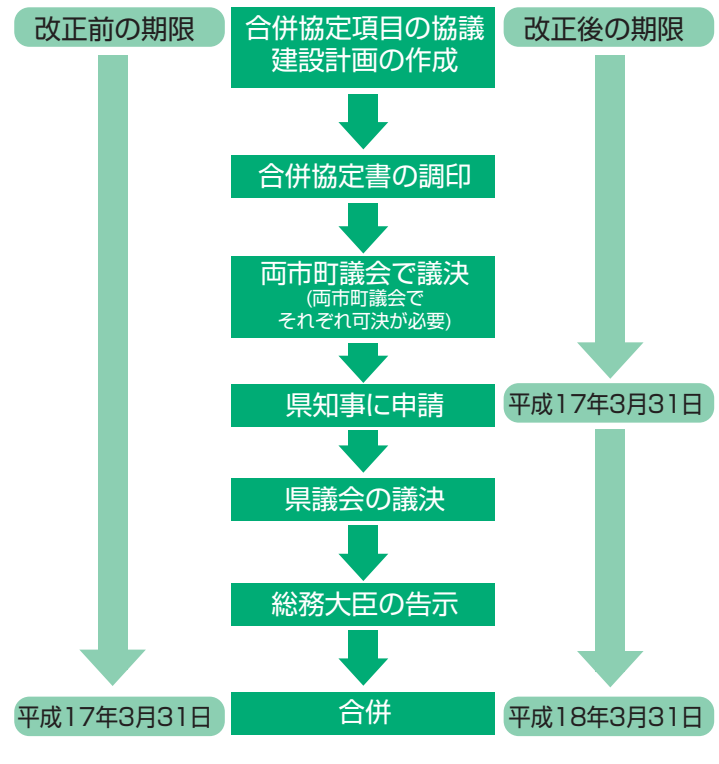 改正前の期限
合併協定項目の協議
建設計画の作成
改正後の期限
合併協定書の調印
両市町議会で議決
(両市町議会で
それぞれ可決が必要)
県知事に申請
平成17年3月31日
県議会の議決
総務大臣の告示
平成17年3月31日
合併
平成18年3月31日